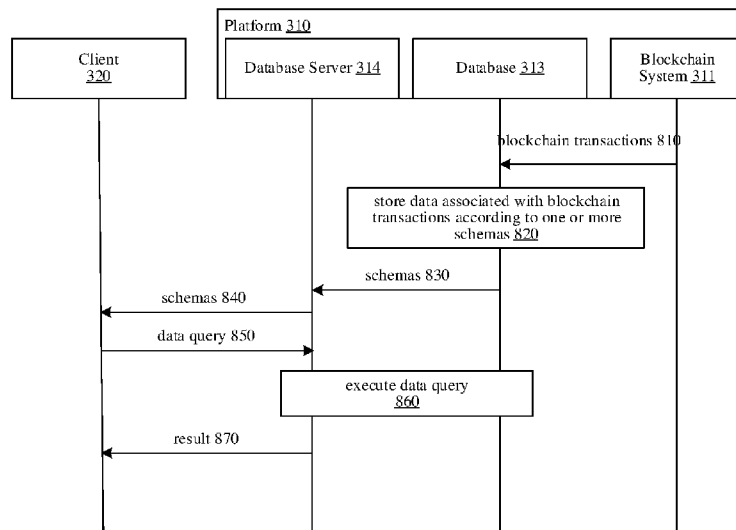 Platform 310
Client
320
Database Server 314
Database 313
Blockchain
System 311
blockchain transactions 810
store data associated with blockchain
transactions according to one or more
schemas 820
schemas 830
schemas 840
data query 850
execute data query
860
result 870